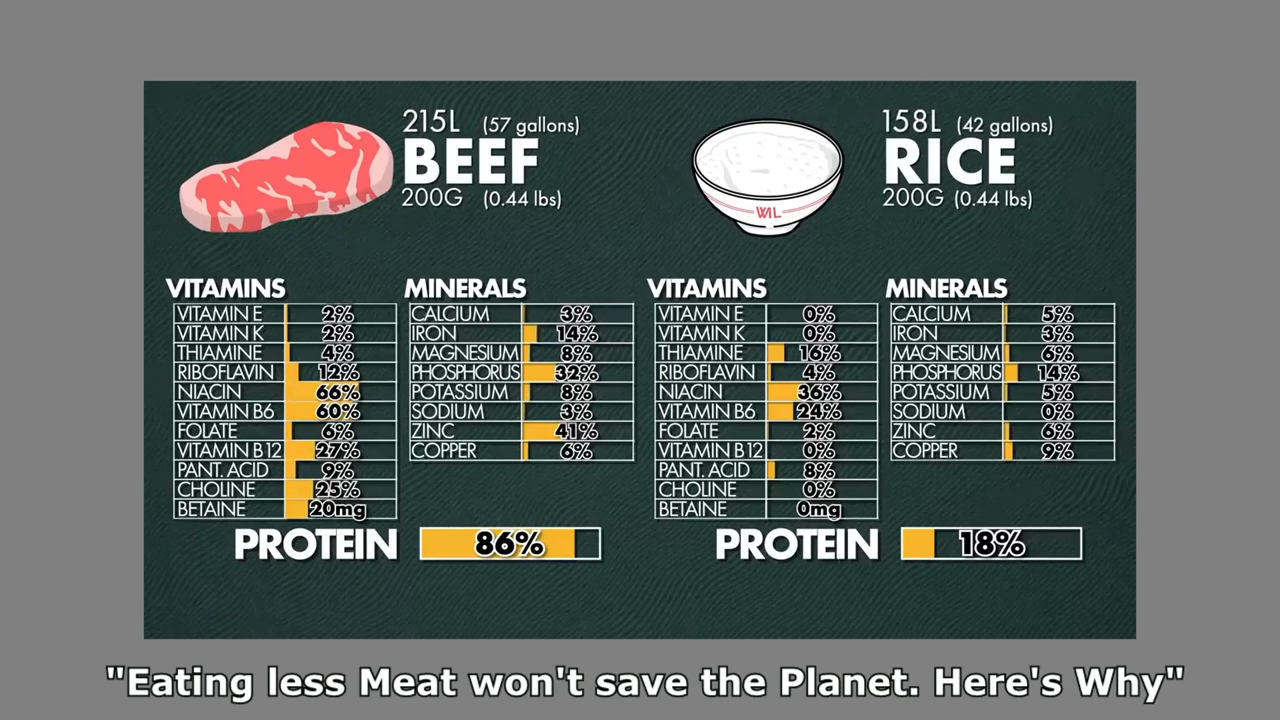 215L (57 gallons)
BEEF
200G (0.44 lbs)
158L (42 gallons)
RICE
200G (0.44 lbs)
WIL
VITAMINS
VITAMIN E 2%
VITAMIN K 2%
THIAMINE 4%
RIBOFLAVIN 12%
NIACIN 66%
VITAMIN B6 60%
FOLATE 6%
VITAMIN B12 27%
PANT. ACID 9%
CHOLINE 25%
BETAINE 20mg
MINERALS
CALCIUM 3%
IRON 14%
MAGNESIUM 8%
PHOSPHORUS 32%
POTASSIUM 8%
SODIUM 3%
ZINC 41%
COPPER 6%
PROTEIN 86%
VITAMINS
VITAMIN E 0%
VITAMIN K 0%
THIAMINE 16%
RIBOFLAVIN 4%
NIACIN 36%
VITAMIN B6 24%
FOLATE 2%
VITAMIN B12 0%
PANT. ACID 8%
CHOLINE 0%
BETAINE 0mg
MINERALS
CALCIUM 5%
IRON 3%
MAGNESIUM 6%
PHOSPHORUS 14%
POTASSIUM 5%
SODIUM 0%
ZINC 6%
COPPER 9%
PROTEIN 18%
"Eating less Meat won't save the Planet. Here's Why"